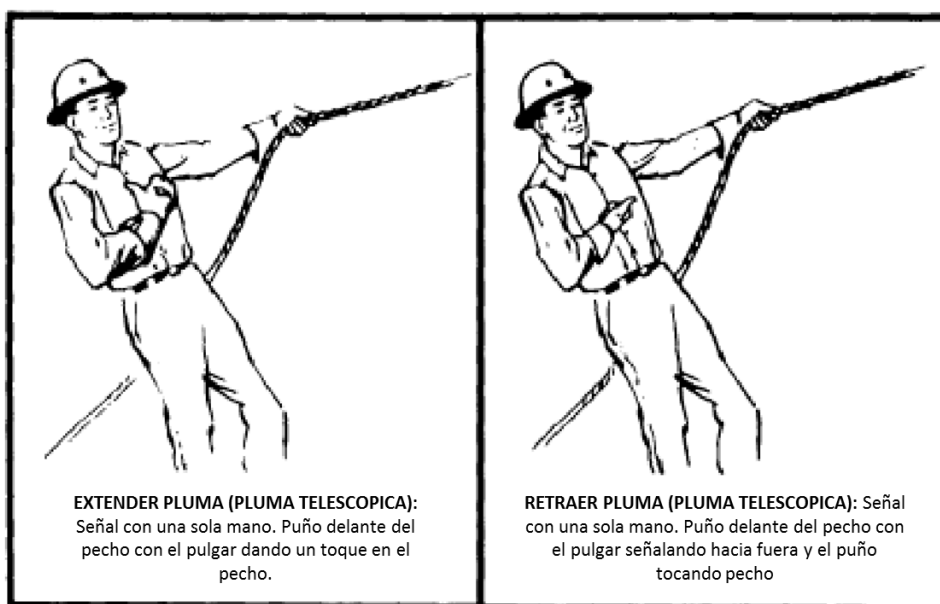 EXTENDER PLUMA (PLUMA TELESCOPICA):
Señal con una sola mano. Puño delante del
pecho con el pulgar dando un toque en el
pecho.
RETRAER PLUMA (PLUMA TELESCOPICA): Señal
con una sola mano. Puño delante del pecho con
el pulgar señalando hacia fuera y el puño
tocando pecho